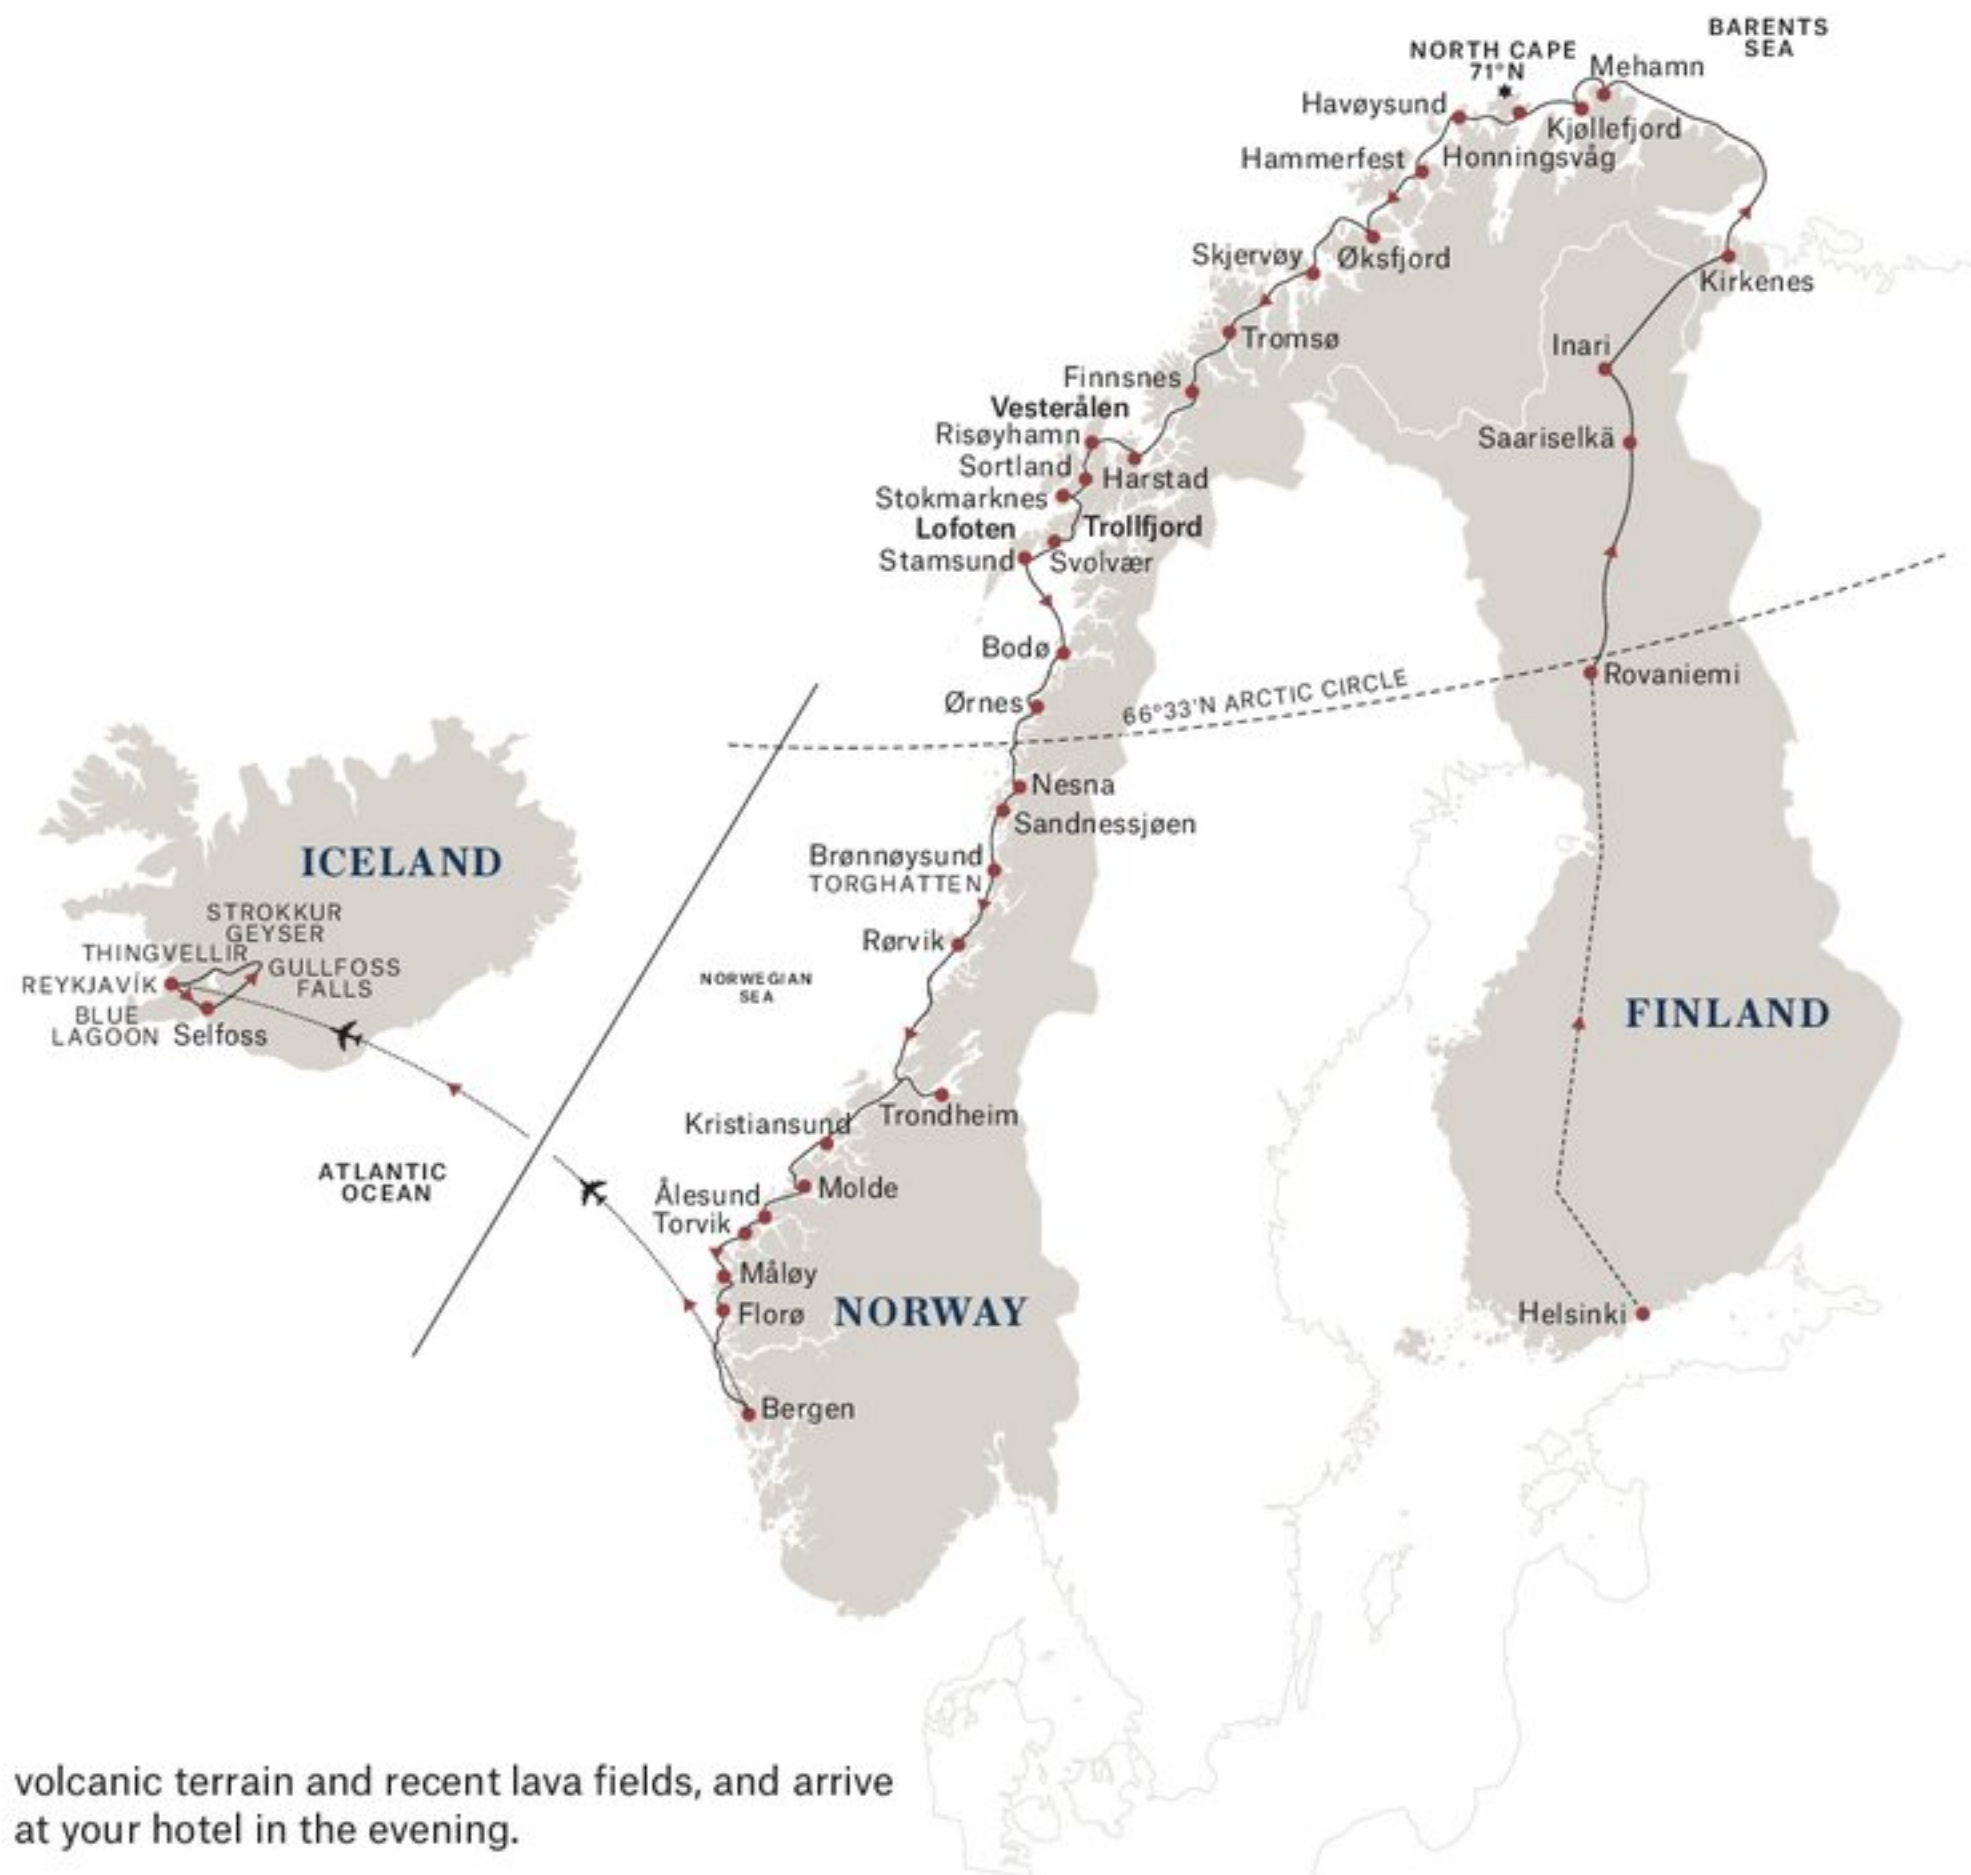 BARENTS
SEA
NORTH CAPE
71°N
Mehamn
Havøysund
Kjøllefjord
Hammerfest
Honningsvåg
Skjervøy
Øksfjord
Kirkenes
Tromsø
Inari
Finnsnes
Vesterålen
Risøyhamn
Saariselkä
Sortland
Harstad
Stokmarknes
Lofoten
Trollfjord
Stamsund
Svolvær
Bodø
Rovaniemi
66°33'N ARCTIC CIRCLE
Ørnes
Nesna
Sandnessjøen
ICELAND
Brønnøysund
TORGHATTEN
STROKKUR
GEYSER
Rørvik
THINGVELLIR
GULLFOSS
FALLS
REYKJAVÍK
NORWEGIAN
SEA
BLUE
LAGOON
Selfoss
FINLAND
Trondheim
Kristiansund
ATLANTIC
OCEAN
Molde
Ålesund
Torvik
Måløy
Florø
NORWAY
Helsinki
Bergen
volcanic terrain and recent lava fields, and arrive
at your hotel in the evening.